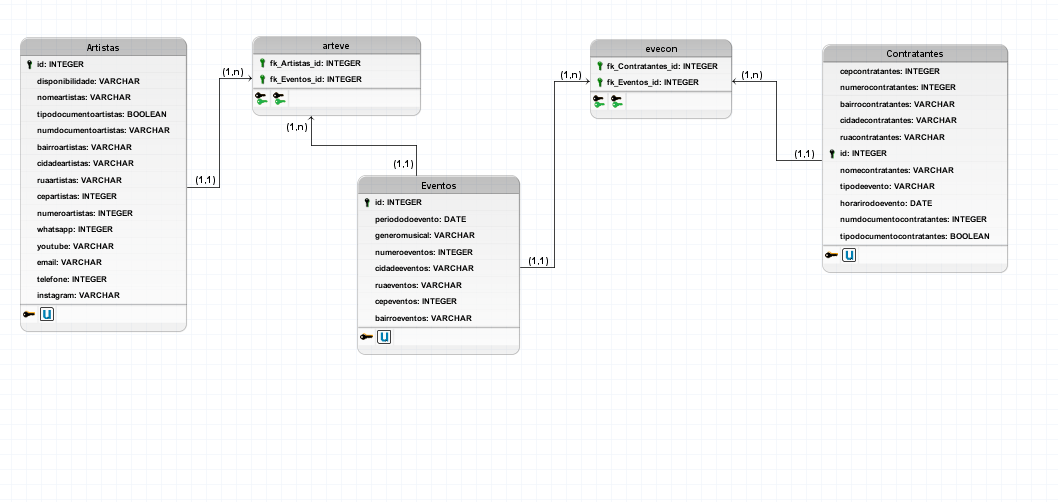 Artistas
id: INTEGER
disponibilidade: VARCHAR
nomeartistas: VARCHAR
tipodocumentoartistas: BOOLEAN
numdocumentoartistas: VARCHAR
bairroartistas: VARCHAR
cidadeartistas: VARCHAR
ruaartistas: VARCHAR
cepartistas: INTEGER
numeroartistas: INTEGER
whatsapp: INTEGER
youtube: VARCHAR
email: VARCHAR
telefone: INTEGER
instagram: VARCHAR
U
(1,1)
(1,n)
arteve
fk_Artistas_id: INTEGER
fk_Eventos_id: INTEGER
(1,n)
(1,1)
Eventos
id: INTEGER
periododoevento: DATE
generomusical: VARCHAR
numeroeventos: INTEGER
cidadeeventos: VARCHAR
ruaeventos: VARCHAR
cepeventos: INTEGER
bairroeventos: VARCHAR
U
(1,1)
(1,n)
evecon
fk_Contratantes_id: INTEGER
fk_Eventos_id: INTEGER
(1,n)
(1,1)
Contratantes
cepcontratantes: INTEGER
numerocontratantes: INTEGER
bairrocontratantes: VARCHAR
cidadecontratantes: VARCHAR
ruacontratantes: VARCHAR
id: INTEGER
nomecontratantes: VARCHAR
tipodeevento: VARCHAR
horarirodoevento: DATE
numdocumentocontratantes: INTEGER
tipodocumentocontratantes: BOOLEAN
U